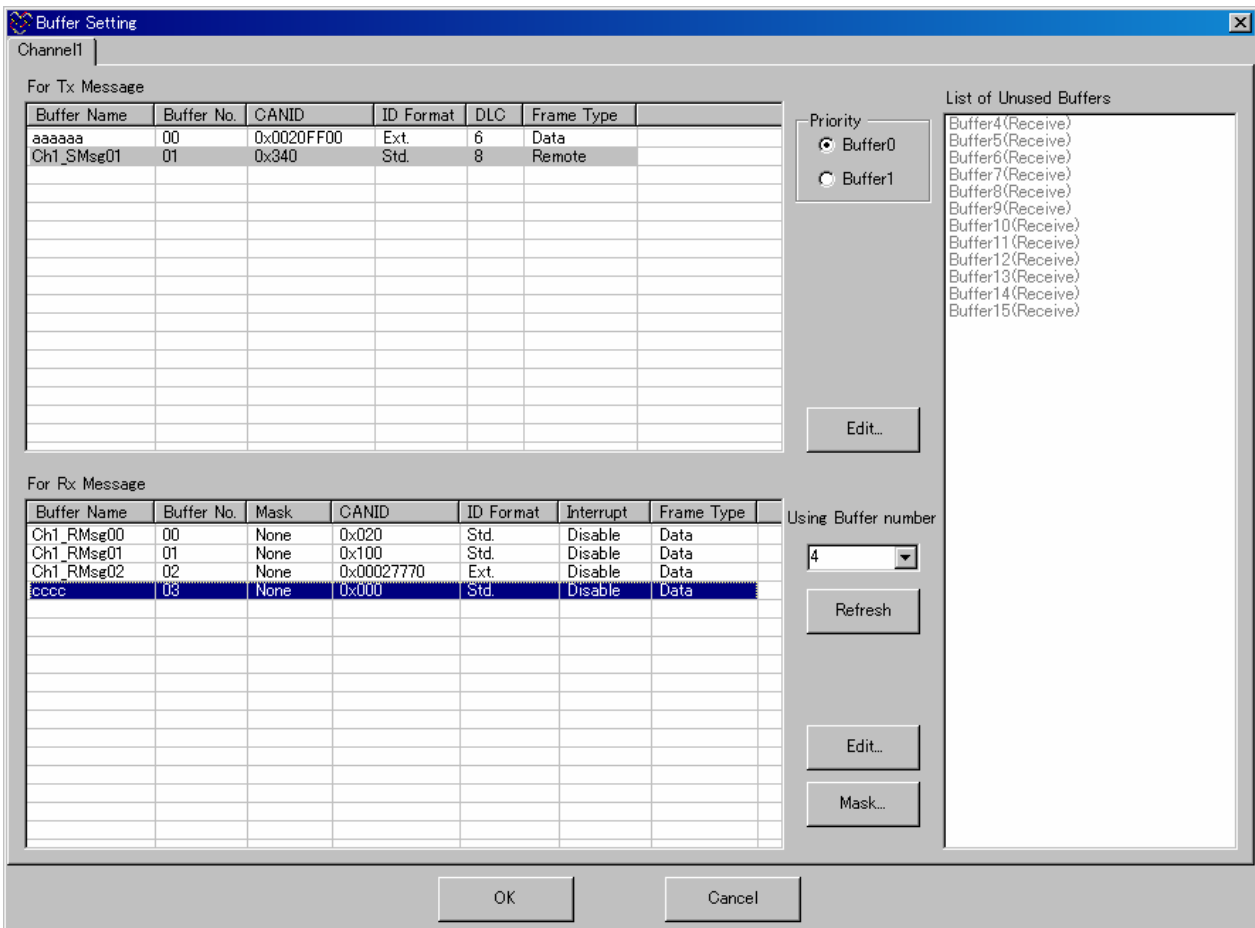 Buffer Setting
Channel1
For Tx Message
Buffer Name Buffer No. CANID ID Format DLC Frame Type
aaaaaa 00 0x0020FF00 Ext. 6 Data
Ch1_SMsg01 01 0x340 Std. 8 Remote
Priority
Buffer0
Buffer1
Edit...
List of Unused Buffers
Buffer4(Receive)
Buffer5(Receive)
Buffer6(Receive)
Buffer7(Receive)
Buffer8(Receive)
Buffer9(Receive)
Buffer10(Receive)
Buffer11(Receive)
Buffer12(Receive)
Buffer13(Receive)
Buffer14(Receive)
Buffer15(Receive)
For Rx Message
Buffer Name Buffer No. Mask CANID ID Format Interrupt Frame Type
Ch1_RMsg00 00 None 0x020 Std. Disable Data
Ch1_RMsg01 01 None 0x100 Std. Disable Data
Ch1_RMsg02 02 None 0x00027770 Ext. Disable Data
cccc 03 None 0x000 Std. Disable Data
Using Buffer number
4
Refresh
Edit...
Mask...
OK
Cancel